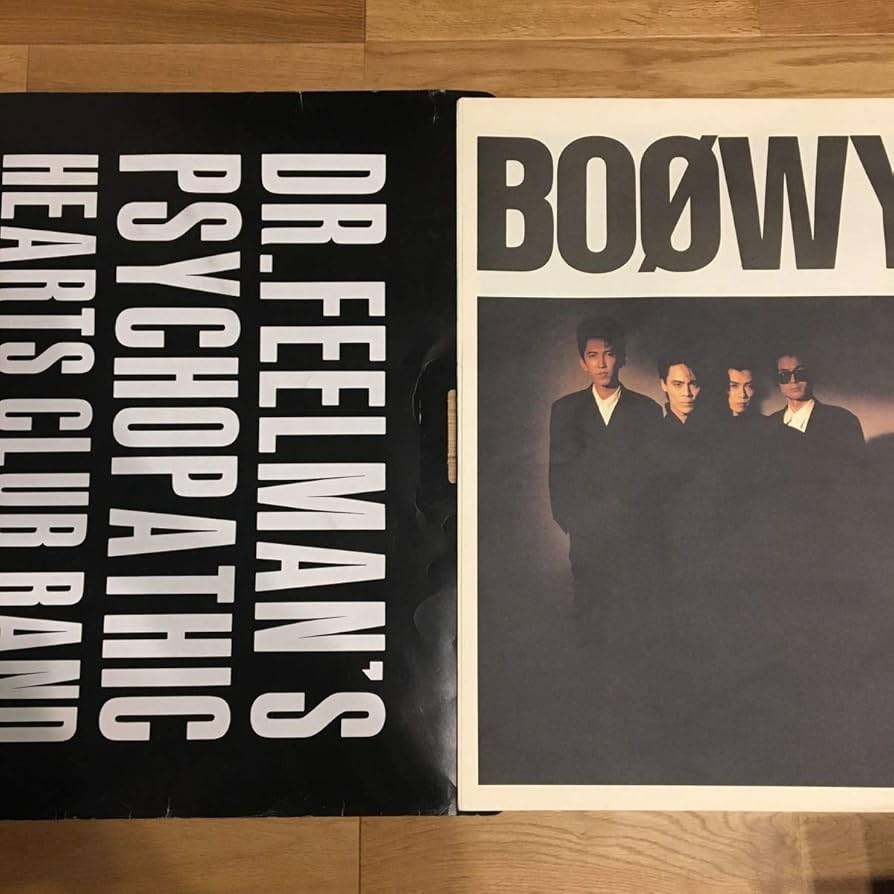 DR.FEELMAN'S
PSYCHOPATHIC
HEARTS CLUB BAND
BOØWY